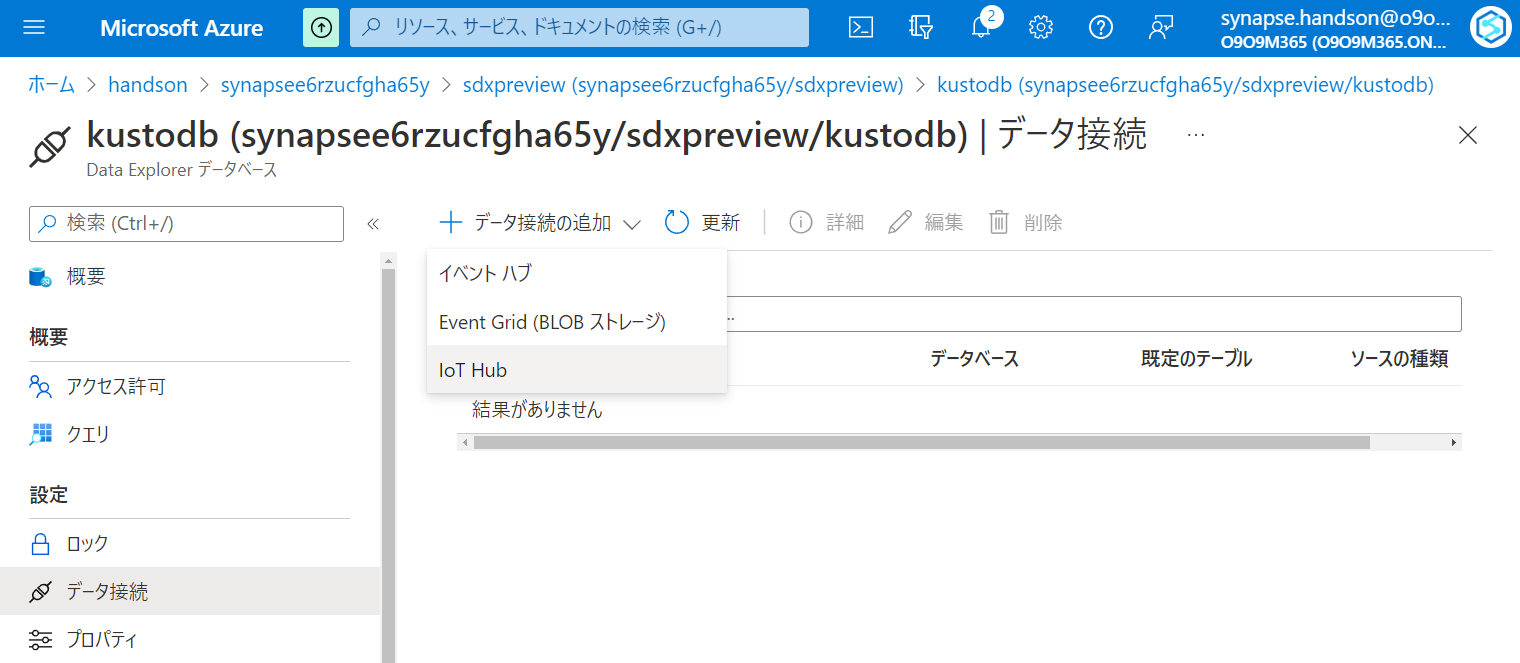 Microsoft Azure
リソース、サービス、ドキュメントの検索 (G+/)
2
synapse.handson@o9o...
O9O9M365 (O9O9M365.ON...
ホーム > handson > synapsee6rzucfgha65y > sdxpreview (synapsee6rzucfgha65y/sdxpreview) > kustodb (synapsee6rzucfgha65y/sdxpreview/kustodb)
kustodb (synapsee6rzucfgha65y/sdxpreview/kustodb) | データ接続 ...
Data Explorer データベース
検索 (Ctrl+/)
概要
概要
アクセス許可
クエリ
設定
ロック
データ接続
プロパティ
データ接続の追加 更新 詳細 編集 削除
イベント ハブ
Event Grid (BLOB ストレージ)
IoT Hub
..
データベース 既定のテーブル ソースの種類
結果がありません